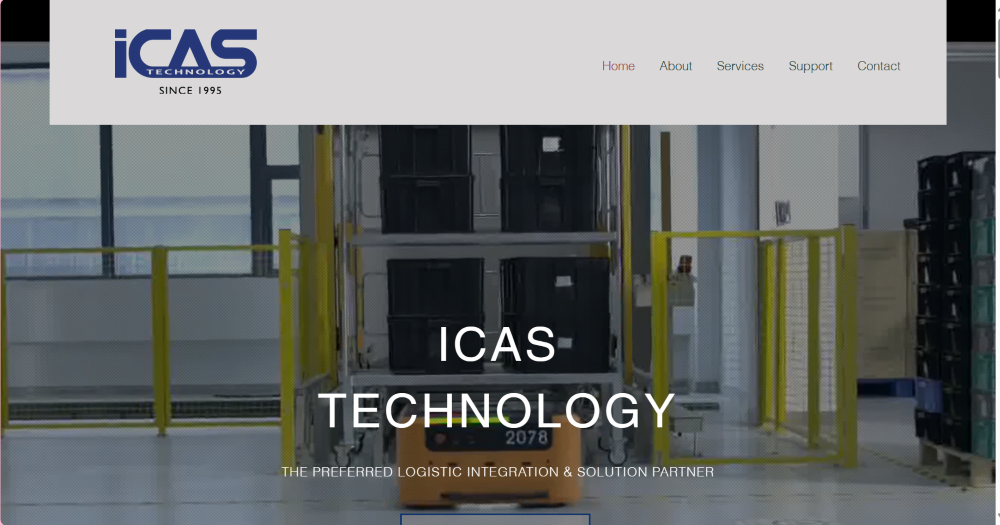 iCAS
TECHNOLOGY
SINCE 1995
Home About Services Support Contact
ICAS
TECHNOLOGY
2078
THE PREFERRED LOGISTIC INTEGRATION & SOLUTION PARTNER